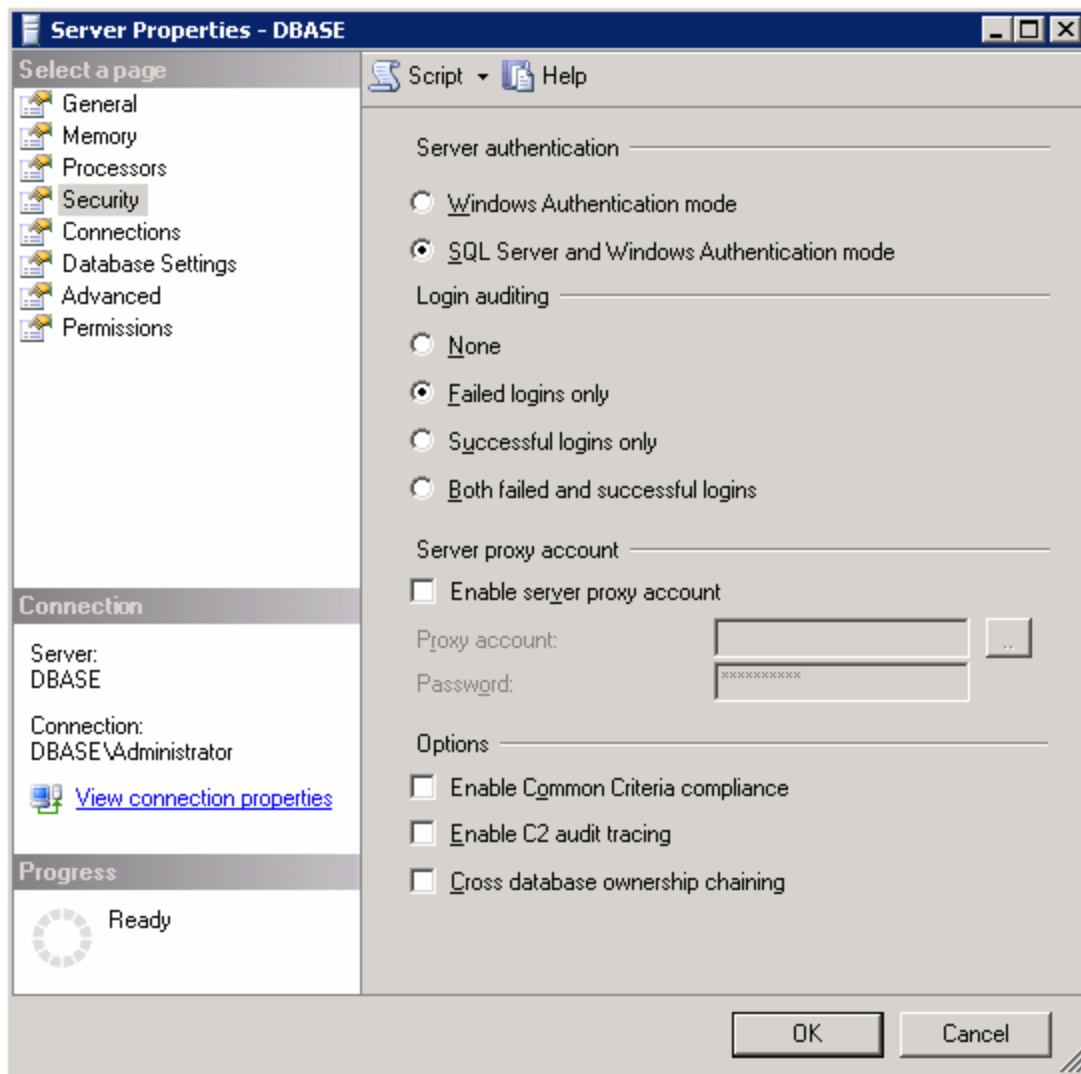 Server Properties - DBASE
Select a page
General
Memory
Processors
Security
Connections
Database Settings
Advanced
Permissions
Connection
Server:
DBASE
Connection:
DBASE\Administrator
View connection properties
Progress
Ready
Script
Help
Server authentication
Windows Authentication mode
SQL Server and Windows Authentication mode
Login auditing
None
Failed logins only
Successful logins only
Both failed and successful logins
Server proxy account
Enable server proxy account
Proxy account:
..
Password:
**********
Options
Enable Common Criteria compliance
Enable C2 audit tracing
Cross database ownership chaining
OK
Cancel